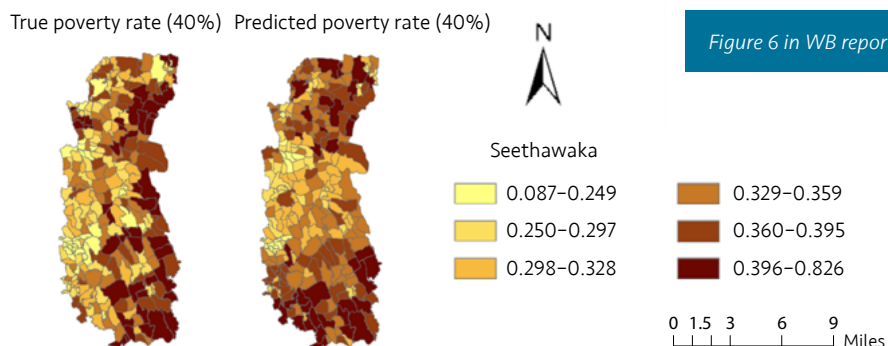 True poverty rate (40%) Predicted poverty rate (40%)
N
Figure 6 in WB repor
Seethawaka
0.087–0.249
0.250–0.297
0.298–0.328
0.329–0.359
0.360–0.395
0.396–0.826
0 1.5 3 6 9
Miles